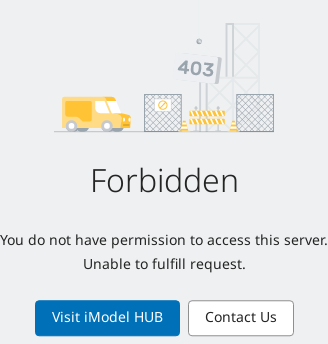 403
Forbidden
You do not have permission to access this server.
Unable to fulfill request.
Visit iModel HUB
Contact Us